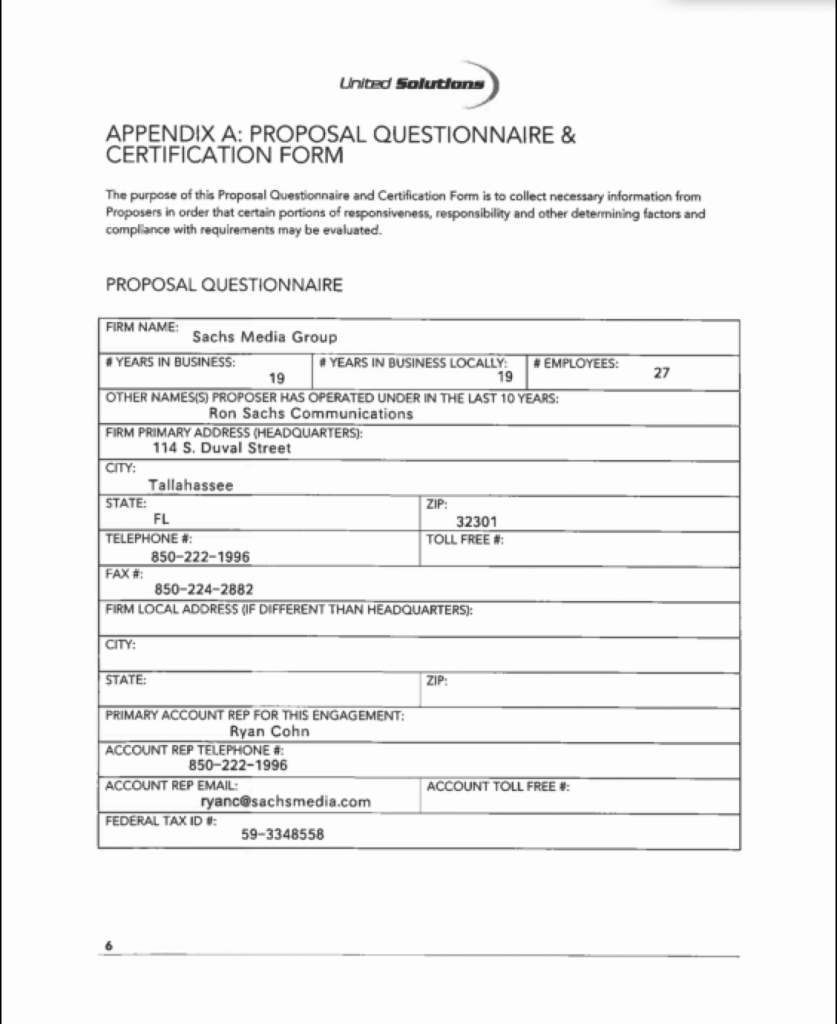 United Solutions
APPENDIX A: PROPOSAL QUESTIONNAIRE &
CERTIFICATION FORM
The purpose of this Proposal Questionnaire and Certification Form is to collect necessary information from
Proposers in order that certain portions of responsiveness, responsibility and other determining factors and
compliance with requirements may be evaluated.
PROPOSAL QUESTIONNAIRE
FIRM NAME:
Sachs Media Group
# YEARS IN BUSINESS: 19 # YEARS IN BUSINESS LOCALLY: 19 # EMPLOYEES: 27
OTHER NAMES(S) PROPOSER HAS OPERATED UNDER IN THE LAST 10 YEARS:
Ron Sachs Communications
FIRM PRIMARY ADDRESS (HEADQUARTERS):
114 S. Duval Street
CITY:
Tallahassee
STATE: ZIP:
FL 32301
TELEPHONE #: TOLL FREE #:
850-222-1996
FAX #:
850-224-2882
FIRM LOCAL ADDRESS (IF DIFFERENT THAN HEADQUARTERS):
CITY:
STATE: ZIP:
PRIMARY ACCOUNT REP FOR THIS ENGAGEMENT:
Ryan Cohn
ACCOUNT REP TELEPHONE #:
850-222-1996
ACCOUNT REP EMAIL: ACCOUNT TOLL FREE #:
ryanc@sachsmedia.com
FEDERAL TAX ID #:
59-3348558
6